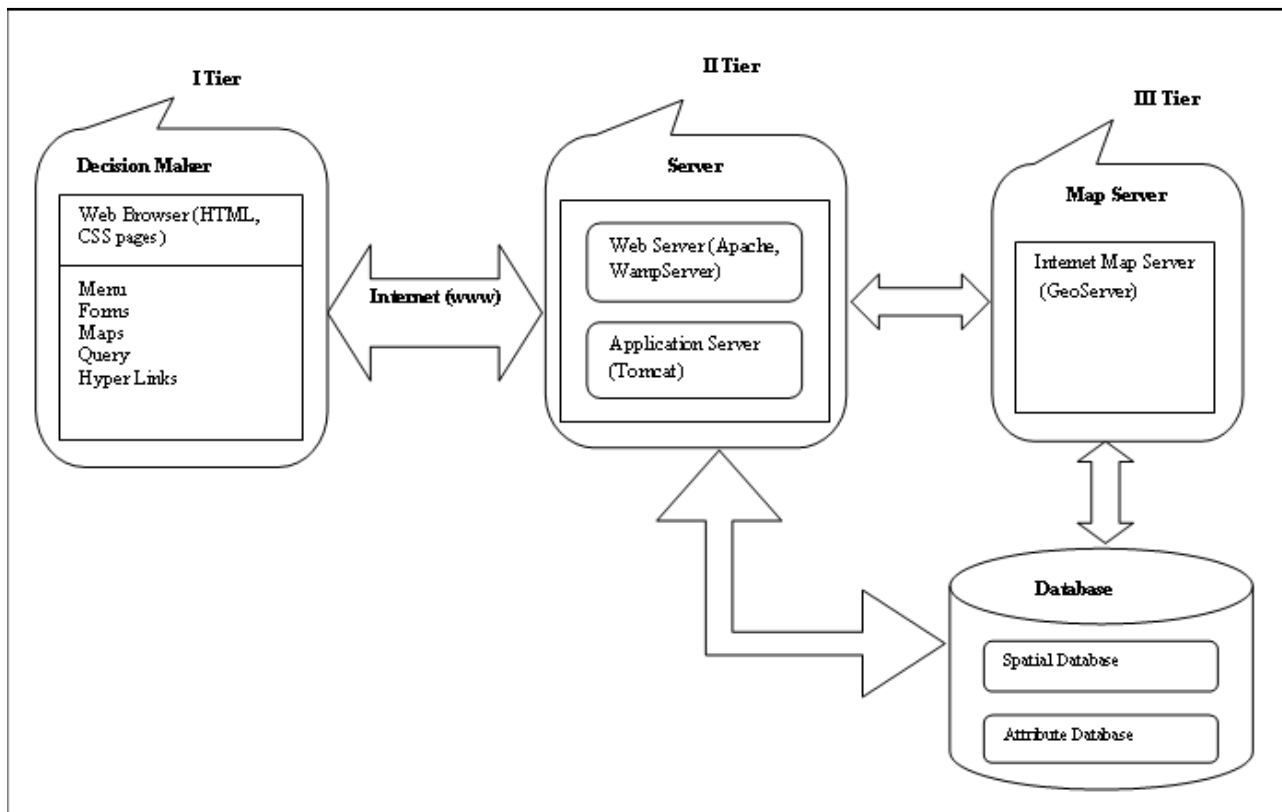 I Tier
Decision Maker
Web Browser (HTML,
CSS pages)
Menu
Forms
Maps
Query
Hyper Links
Internet (www)
II Tier
Server
Web Server (Apache,
WampServer)
Application Server
(Tomcat)
III Tier
Map Server
Internet Map Server
(GeoServer)
Database
Spatial Database
Attribute Database